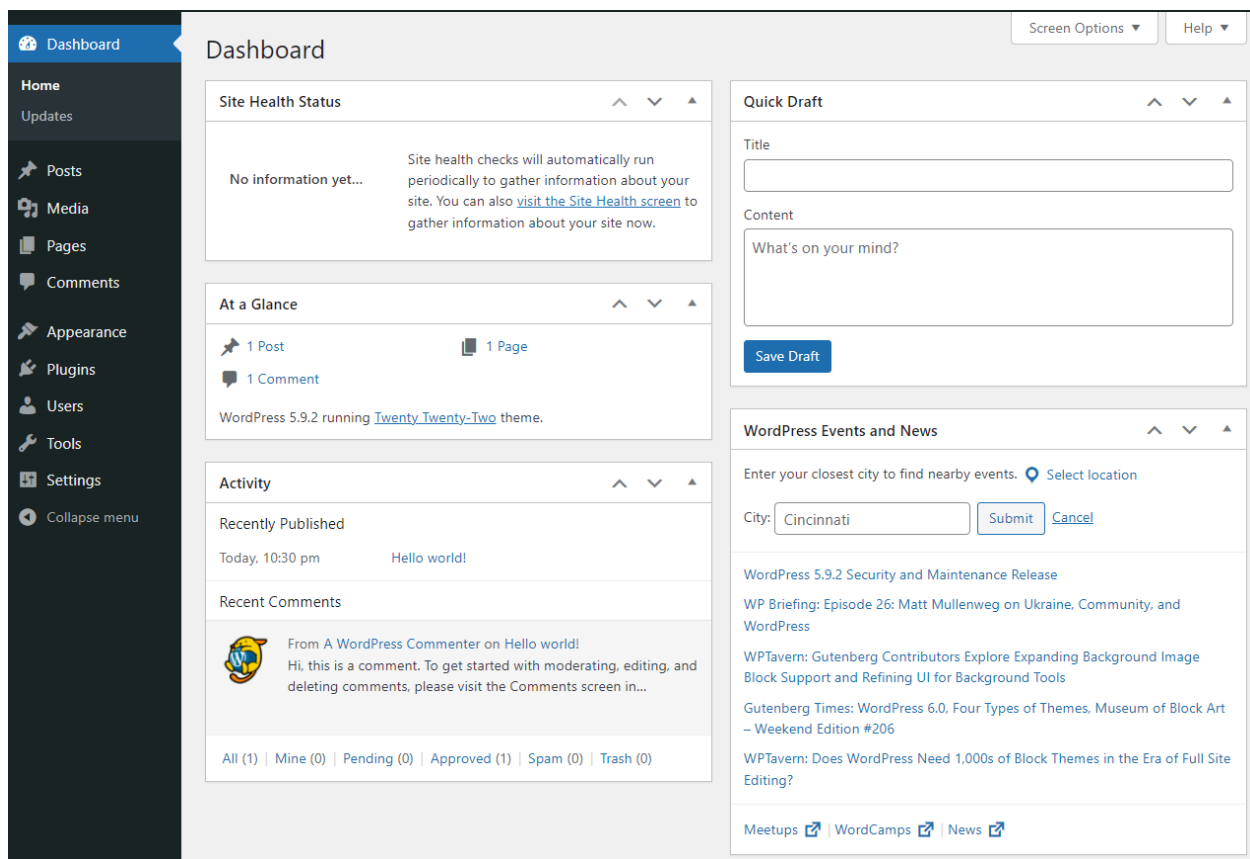 Screen Options
Help
Dashboard
Home
Updates
Posts
Media
Pages
Comments
Appearance
Plugins
Users
Tools
Settings
Collapse menu
Dashboard
Site Health Status
No information yet...
Site health checks will automatically run
periodically to gather information about your
site. You can also visit the Site Health screen to
gather information about your site now.
At a Glance
1 Post
1 Page
1 Comment
WordPress 5.9.2 running Twenty Twenty-Two theme.
Activity
Recently Published
Today, 10:30 pm
Hello world!
Recent Comments
From A WordPress Commenter on Hello world!
Hi, this is a comment. To get started with moderating, editing, and
deleting comments, please visit the Comments screen in…
All (1) | Mine (0) | Pending (0) | Approved (1) | Spam (0) | Trash (0)
Quick Draft
Title
Content
What's on your mind?
Save Draft
WordPress Events and News
Enter your closest city to find nearby events. Select location
City: Cincinnati Submit Cancel
WordPress 5.9.2 Security and Maintenance Release
WP Briefing: Episode 26: Matt Mullenweg on Ukraine, Community, and
WordPress
WPTavern: Gutenberg Contributors Explore Expanding Background Image
Block Support and Refining UI for Background Tools
Gutenberg Times: WordPress 6.0, Four Types of Themes, Museum of Block Art
– Weekend Edition #206
WPTavern: Does WordPress Need 1,000s of Block Themes in the Era of Full Site
Editing?
Meetups | WordCamps | News